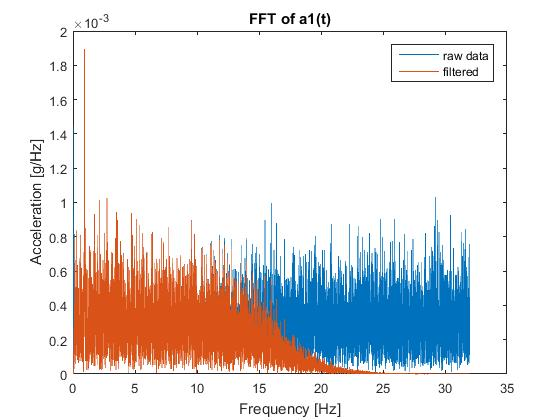 FFT of a1(t)
×10-3
2
1.8
1.6
1.4
1.2
1
0.8
0.6
0.4
0.2
0
Acceleration [g/Hz]
raw data
filtered
0 5 10 15 20 25 30 35
Frequency [Hz]